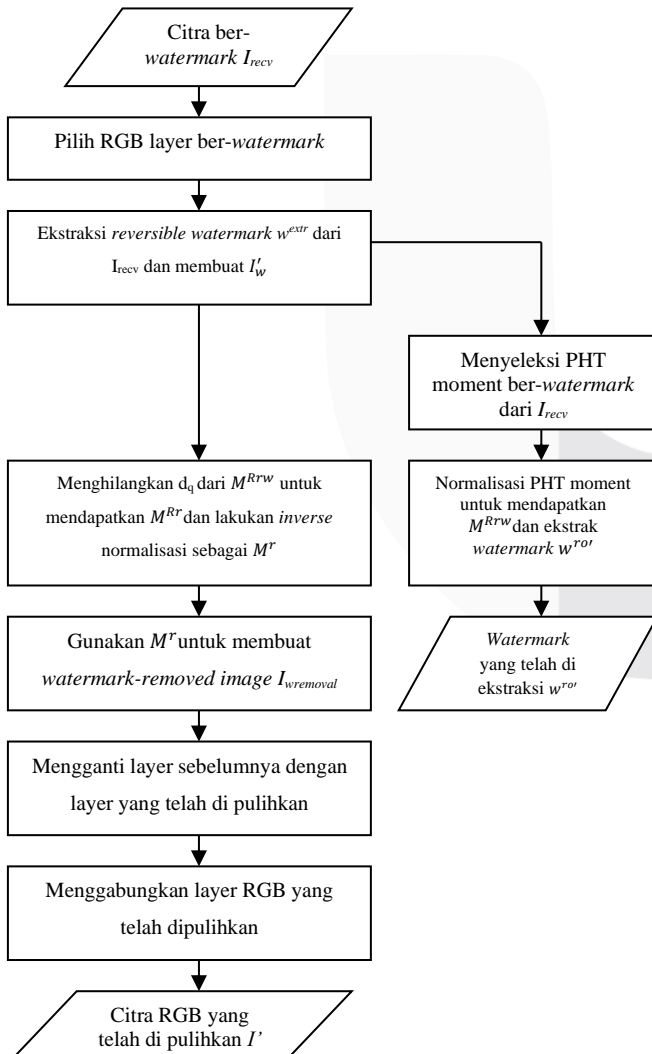 Citra ber-
watermark I_recv
Pilih RGB layer ber-watermark
Ekstraksi reversible watermark w^extr dari
I_recv dan membuat I′_w
Menghilangkan d_q dari M^Rrw untuk
mendapatkan M^Rr dan lakukan inverse
normalisasi sebagai M^r
Gunakan M^r untuk membuat
watermark-removed image I_wremoval
Mengganti layer sebelumnya dengan
layer yang telah di pulihkan
Menggabungkan layer RGB yang
telah dipulihkan
Citra RGB yang
telah di pulihkan I’
Menyeleksi PHT
moment ber-watermark
dari I_recv
Normalisasi PHT moment
untuk mendapatkan
M^Rrw dan ekstrak
watermark w^ro′
Watermark
yang telah di
ekstraksi w^ro′